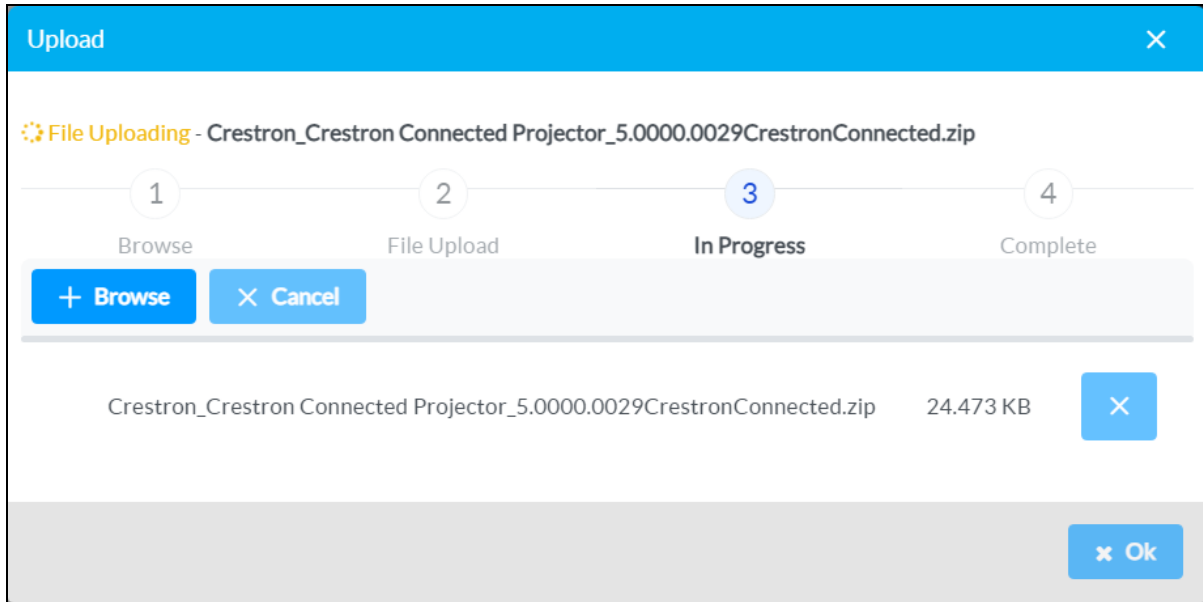 Upload
File Uploading - Crestron_Crestron Connected Projector_5.0000.0029CrestronConnected.zip
1 2 3 4
Browse File Upload In Progress Complete
Browse Cancel
Crestron_Crestron Connected Projector_5.0000.0029CrestronConnected.zip 24.473 KB
Ok